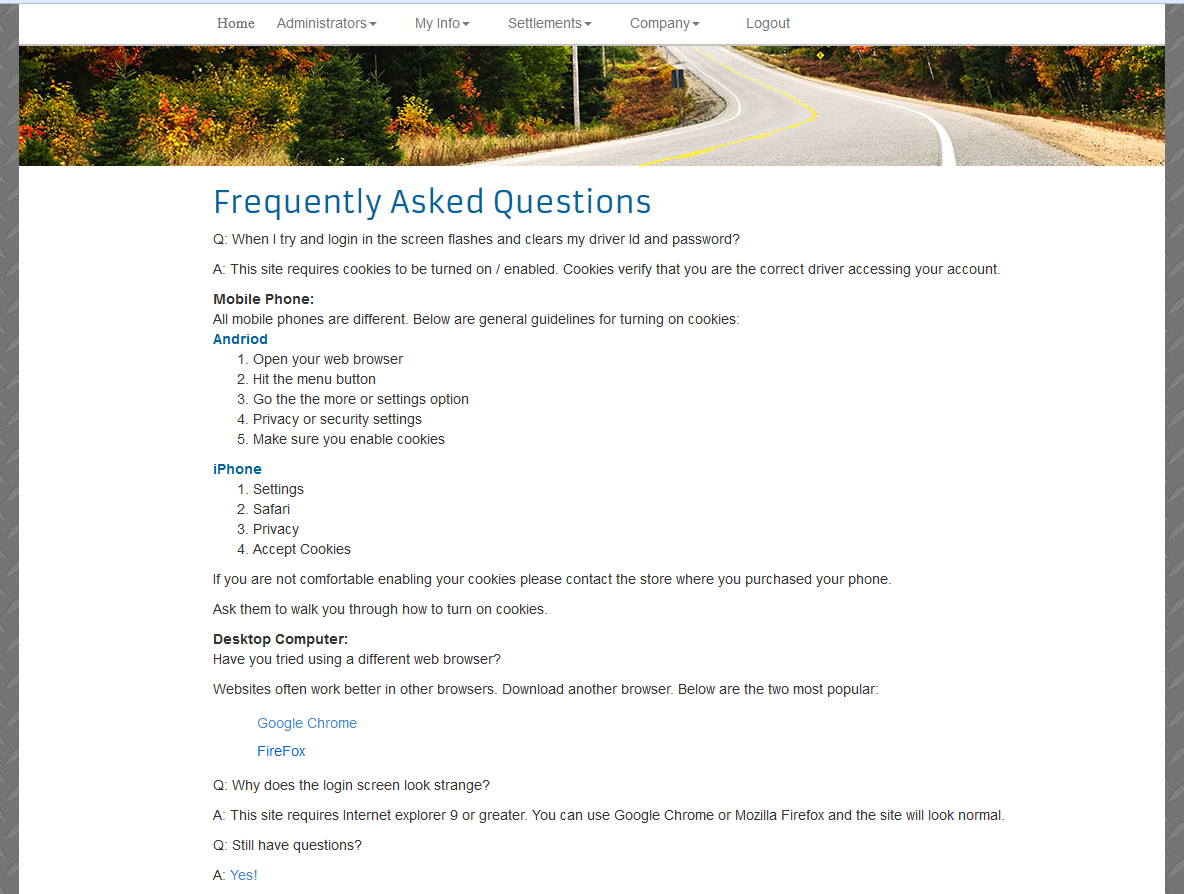 Home Administrators My Info Settlements Company Logout
Frequently Asked Questions
Q: When I try and login in the screen flashes and clears my driver Id and password?
A: This site requires cookies to be turned on / enabled. Cookies verify that you are the correct driver accessing your account.
Mobile Phone:
All mobile phones are different. Below are general guidelines for turning on cookies:
Andriod
1. Open your web browser
2. Hit the menu button
3. Go the the more or settings option
4. Privacy or security settings
5. Make sure you enable cookies
iPhone
1. Settings
2. Safari
3. Privacy
4. Accept Cookies
If you are not comfortable enabling your cookies please contact the store where you purchased your phone.
Ask them to walk you through how to turn on cookies.
Desktop Computer:
Have you tried using a different web browser?
Websites often work better in other browsers. Download another browser. Below are the two most popular:
Google Chrome
FireFox
Q: Why does the login screen look strange?
A: This site requires Internet explorer 9 or greater. You can use Google Chrome or Mozilla Firefox and the site will look normal.
Q: Still have questions?
A: Yes!